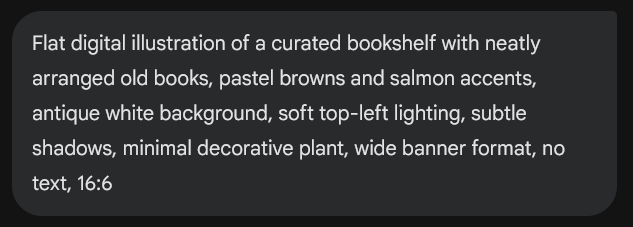 Flat digital illustration of a curated bookshelf with neatly
arranged old books, pastel browns and salmon accents,
antique white background, soft top-left lighting, subtle
shadows, minimal decorative plant, wide banner format, no
text, 16:6